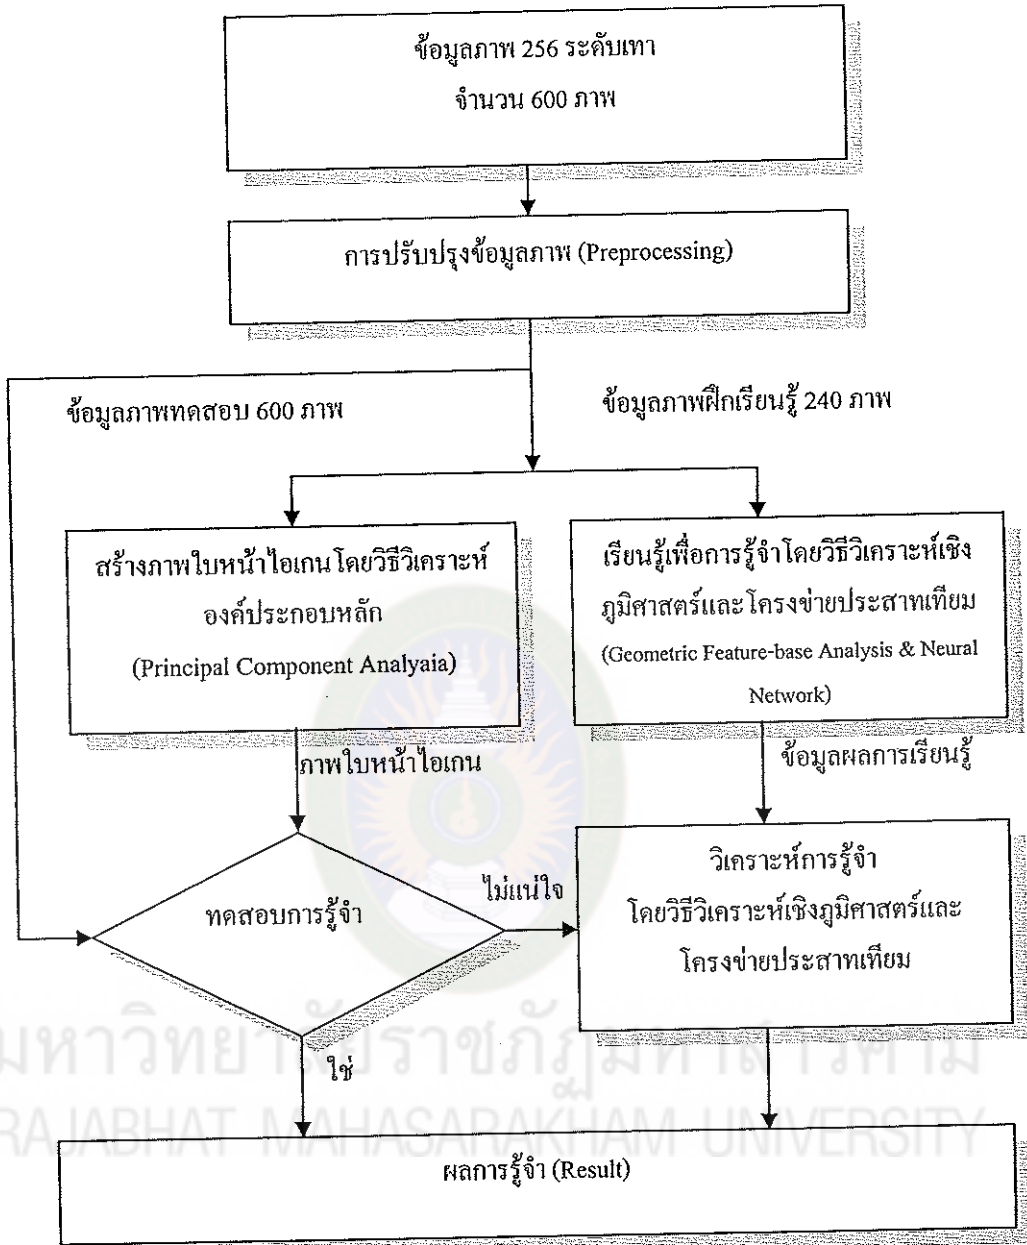 ข้อมูลภาพ 256 ระดับเทา
จำนวน 600 ภาพ
การปรับปรุงข้อมูลภาพ (Preprocessing)
ข้อมูลภาพทดสอบ 600 ภาพ
ข้อมูลภาพฝึกเรียนรู้ 240 ภาพ
สร้างภาพใบหน้าไอเกนโดยวิธีวิเคราะห์
องค์ประกอบหลัก
(Principal Component Analyaia)
เรียนรู้เพื่อการรู้จำโดยวิธีวิเคราะห์เชิง
ภูมิศาสตร์และโครงข่ายประสาทเทียม
(Geometric Feature-base Analysis & Neural
Network)
ภาพใบหน้าไอเกน
ข้อมูลผลการเรียนรู้
ทดสอบการรู้จำ
ไม่แน่ใจ
วิเคราะห์การรู้จำ
โดยวิธีวิเคราะห์เชิงภูมิศาสตร์และ
โครงข่ายประสาทเทียม
ใช่
มหาวิทยาลัยราชภัฏมหาสารคาม
RAJABHAT MAHASARAKHAM UNIVERSITY
ผลการรู้จำ (Result)